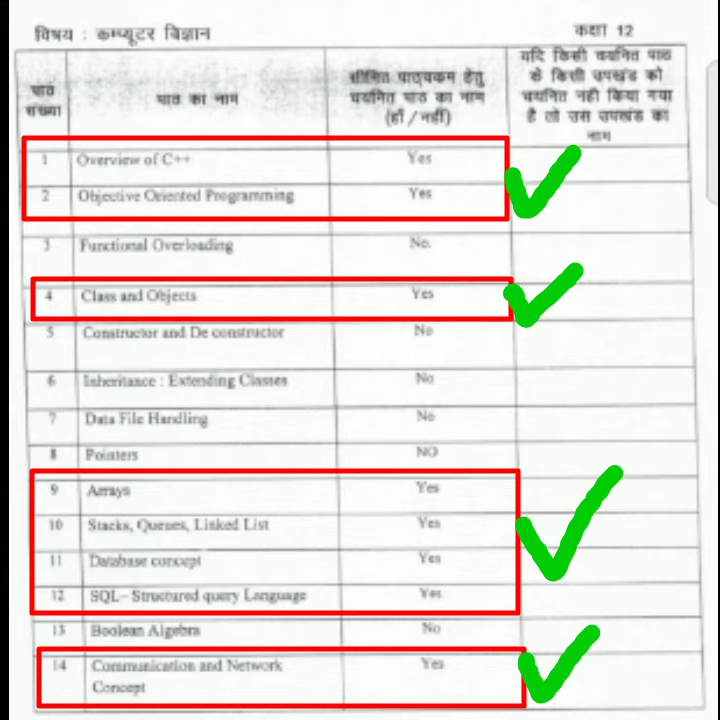 विषय : कम्प्यूटर विज्ञान कक्षा 12
पाठ संख्या
पाठ का नाम
सीमित पाठ्यक्रम हेतु
चयनित पाठ का नाम
(हाँ / नहीं)
यदि किसी चयनित पाठ
के किसी उपखंड को
चयनित नही किया गया
है तो उस उपखंड का
नाम
1 Overview of C++ Yes
2 Objective Oriented Programming Yes
3 Functional Overloading No.
4 Class and Objects Yes
5 Constructor and De constructor No
6 Inheritance : Extending Classes No
7 Data File Handling No
8 Pointers NO
9 Arrays Yes
10 Stacks, Queues, Linked List Yes
11 Database concept Yes
12 SQL– Structured query Language Yes
13 Boolean Algebra No
14 Communication and Network Yes
Concept